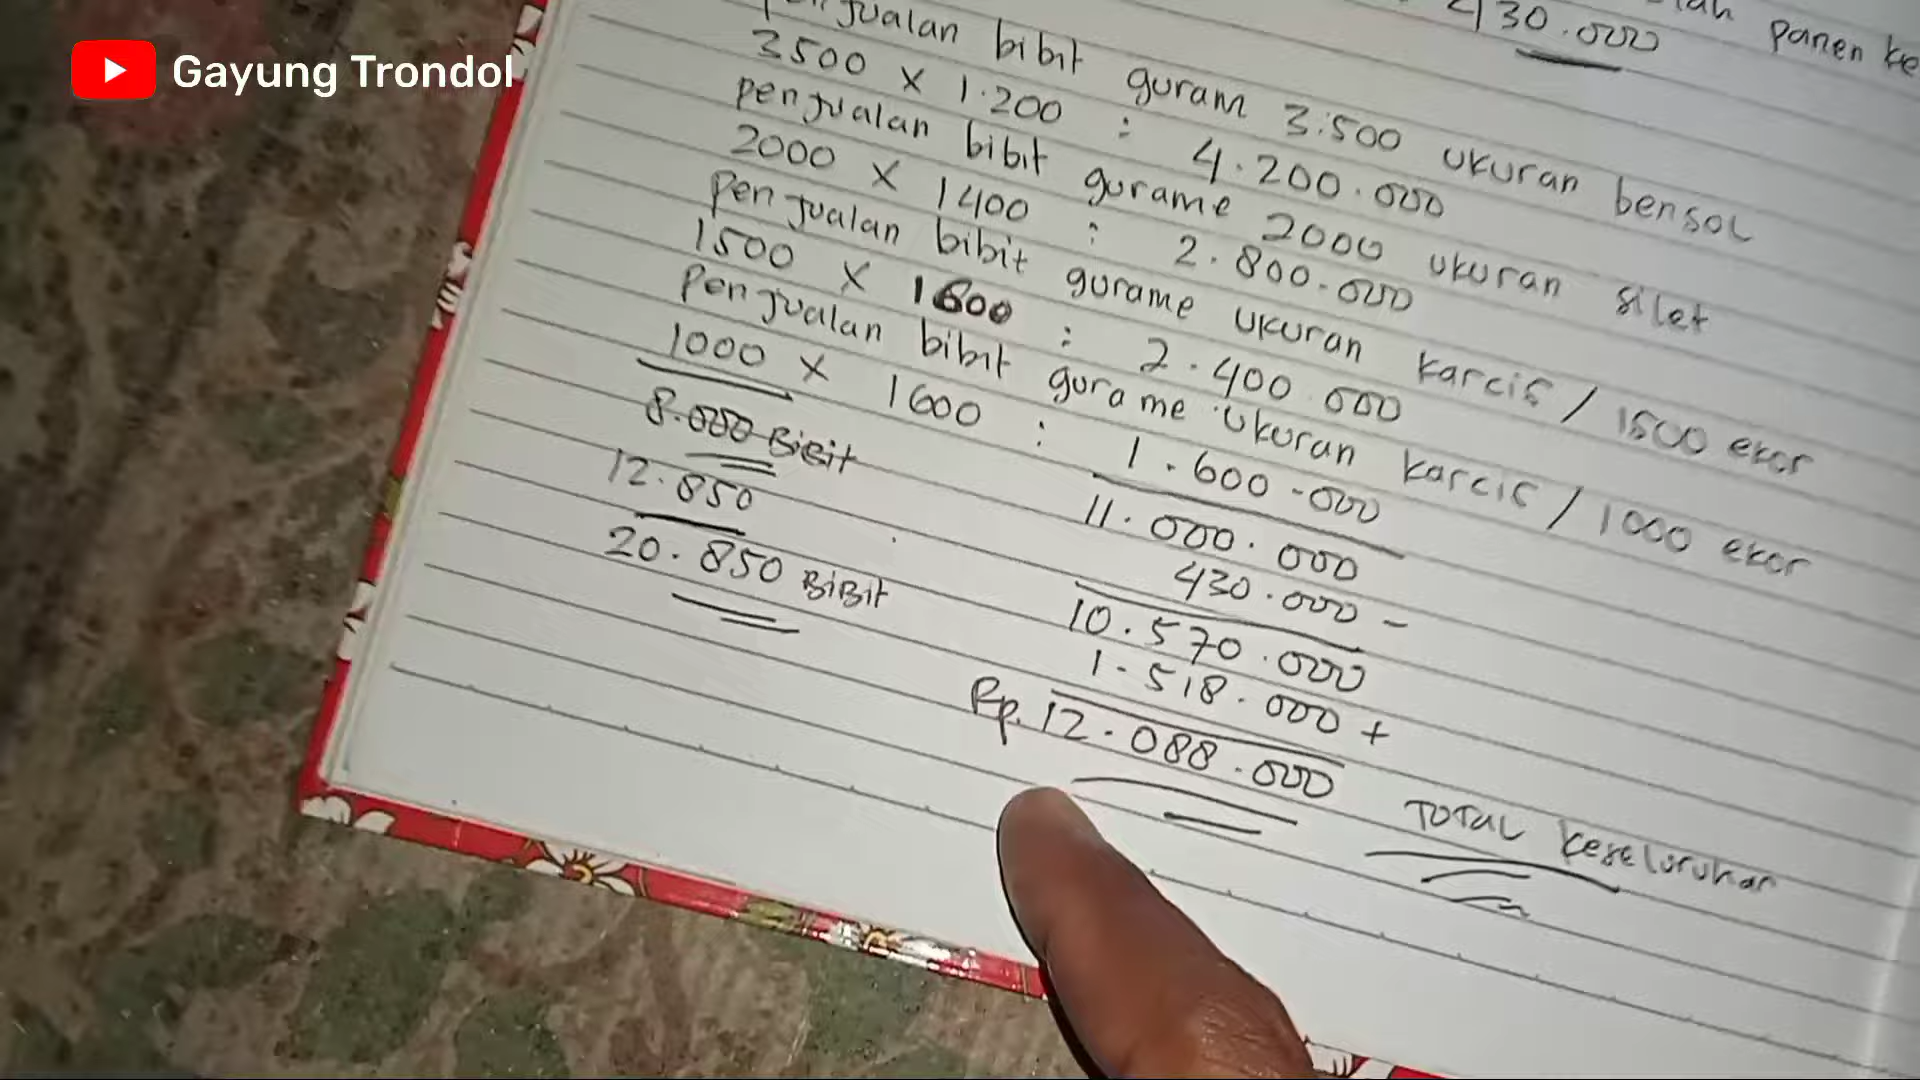 Gayung Trondol
430.000
panen ke
Penjualan bibit guram 3.500 ukuran bensol
3500 X 1.200 : 4.200.000
penjualan bibit gurame 2000 ukuran silet
2000 X 1400 : 2.800.000
Penjualan bibit gurame ukuran karcis / 1500 ekor
1500 X 1600 : 2.400.000
Penjualan bibit gurame ukuran karcis / 1000 ekor
1000 X 1600 : 1.600.000
8.000 BiBit
11.000.000
12.850
430.000 -
20.850 BiBit
10.570.000
1.518.000 +
Rp. 12.088.000
TOTAL keseluruhan